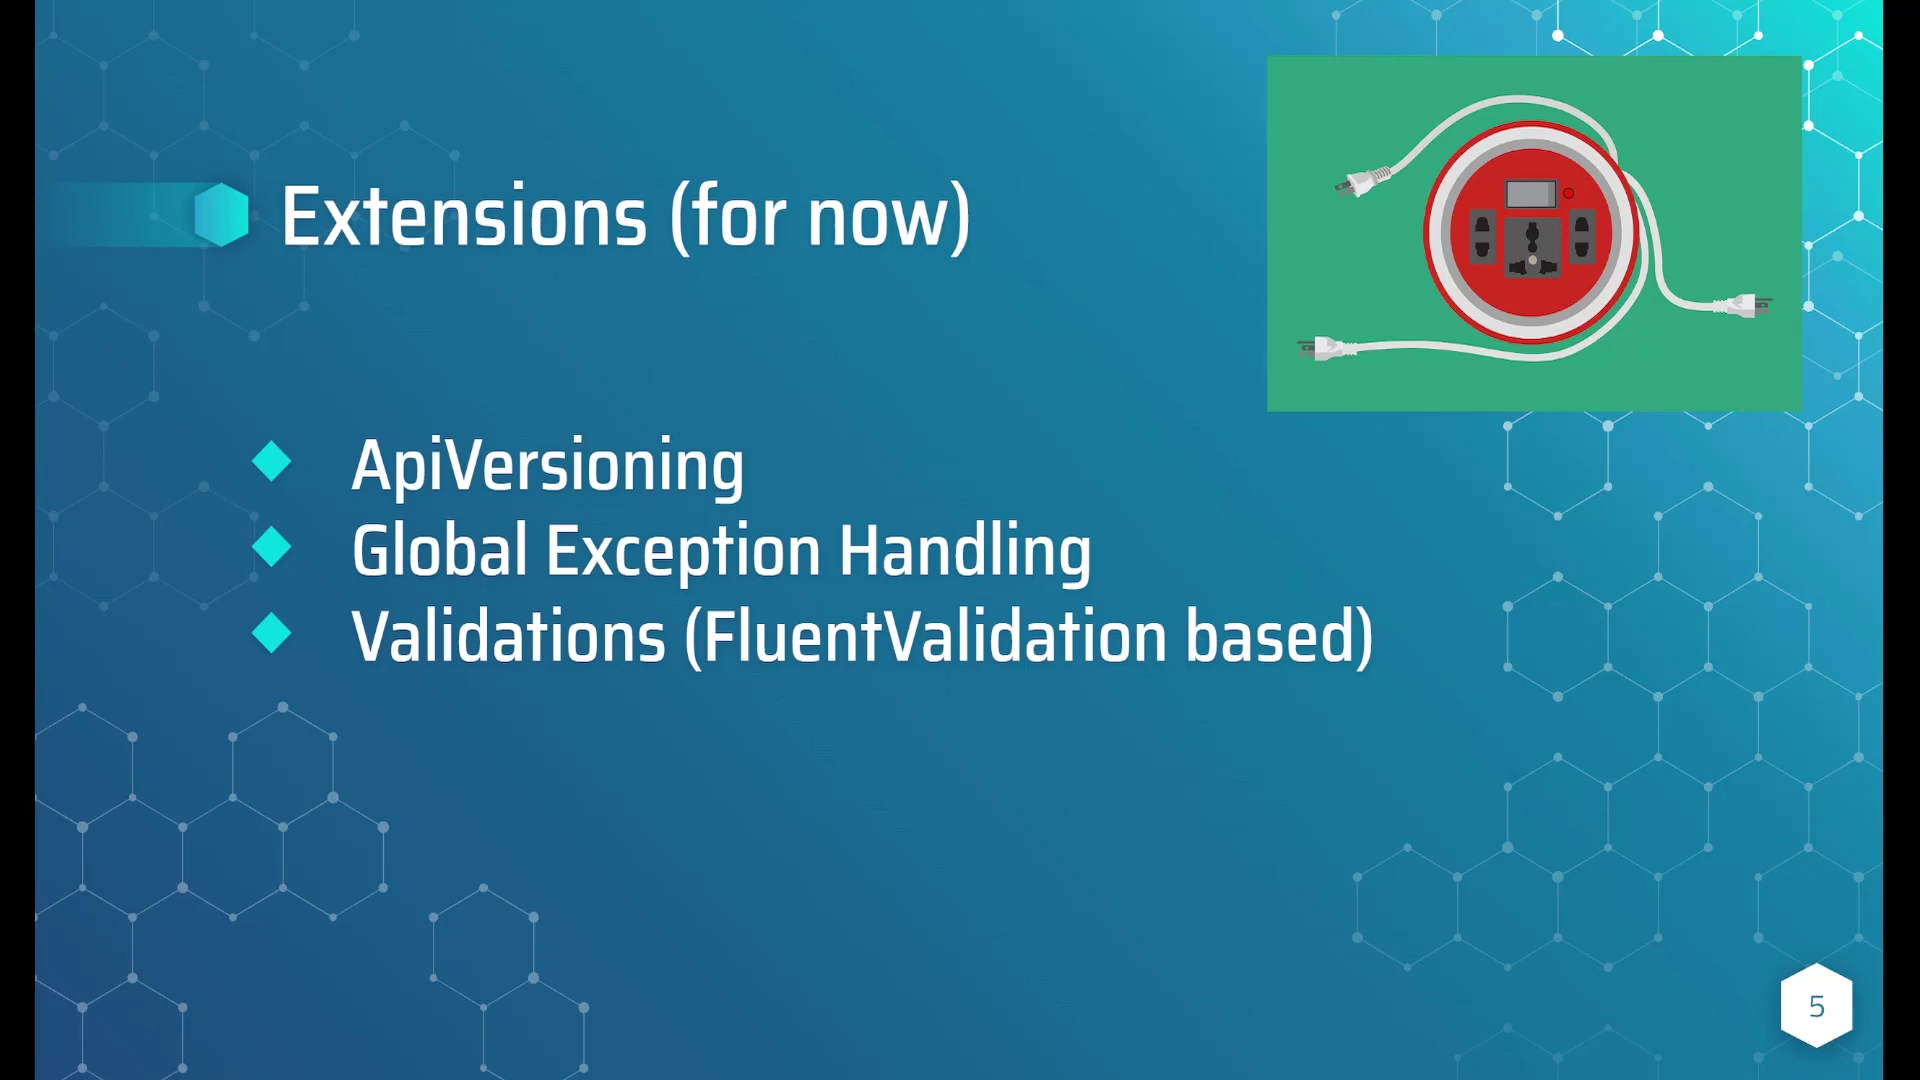 Extensions (for now)
ApiVersioning
Global Exception Handling
Validations (FluentValidation based)
5